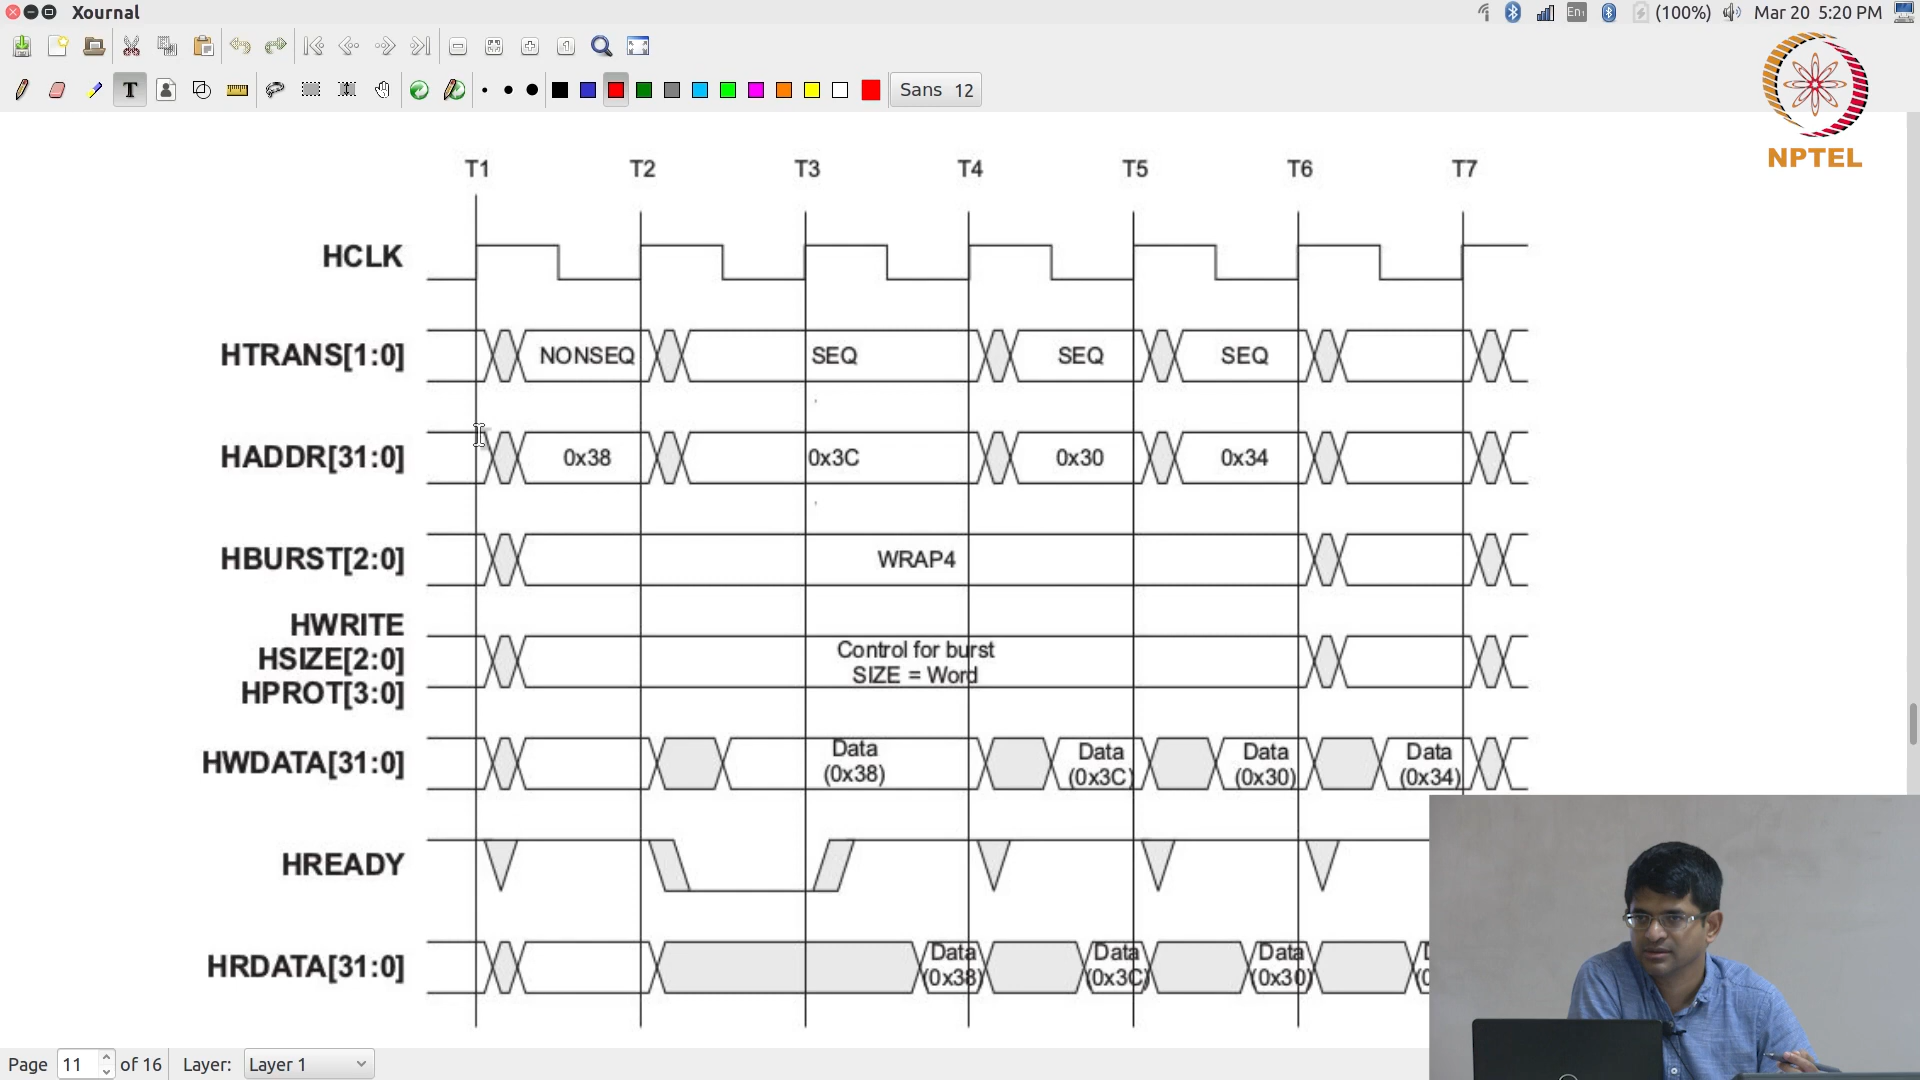 Xournal
En₁ (100%) Mar 20 5:20 PM
T Sans 12
NPTEL
T1 T2 T3 T4 T5 T6 T7
HCLK
HTRANS[1:0] NONSEQ SEQ SEQ SEQ
HADDR[31:0] 0x38 0x3C 0x30 0x34
HBURST[2:0] WRAP4
HWRITE
HSIZE[2:0]
HPROT[3:0]
Control for burst
SIZE = Word
HWDATA[31:0]
Data Data Data Data
(0x38) (0x3C) (0x30) (0x34)
HREADY
HRDATA[31:0]
Data Data Data
(0x38) (0x3C) (0x30)
Page 11 of 16 Layer: Layer 1